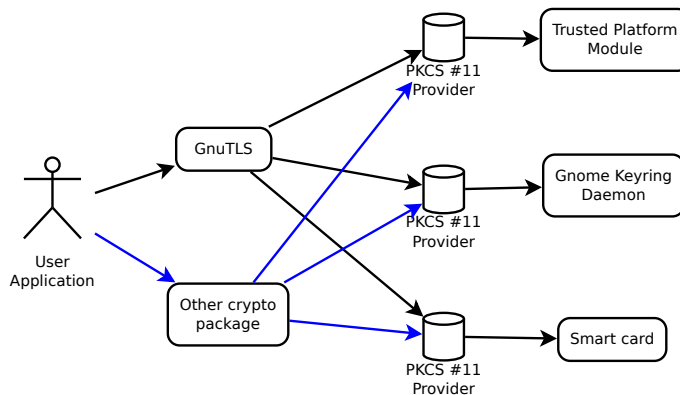 PKCS #11
Provider
Trusted Platform
Module
GnuTLS
PKCS #11
Provider
Gnome Keyring
Daemon
User
Application
Other crypto
package
PKCS #11
Provider
Smart card